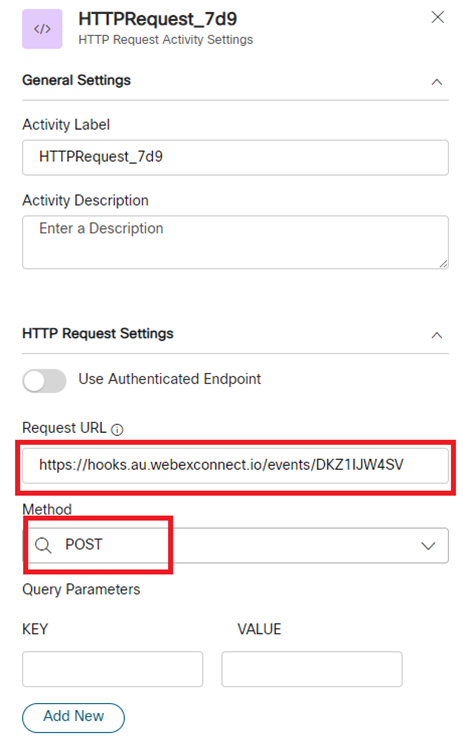 </>
HTTPRequest_7d9
HTTP Request Activity Settings
General Settings
Activity Label
HTTPRequest_7d9
Activity Description
Enter a Description
HTTP Request Settings
Use Authenticated Endpoint
Request URL
https://hooks.au.webexconnect.io/events/DKZ1IJW4SV
Method
POST
Query Parameters
KEY VALUE
Add New